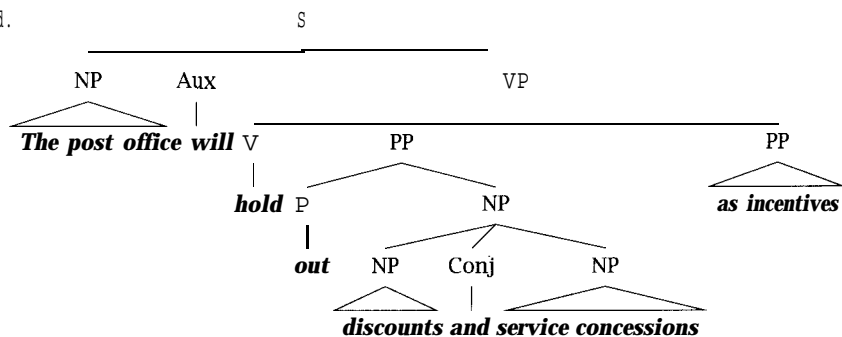 d. S
NP Aux VP
The post office will V PP PP
hold P NP as incentives
out NP Conj NP
discounts and service concessions